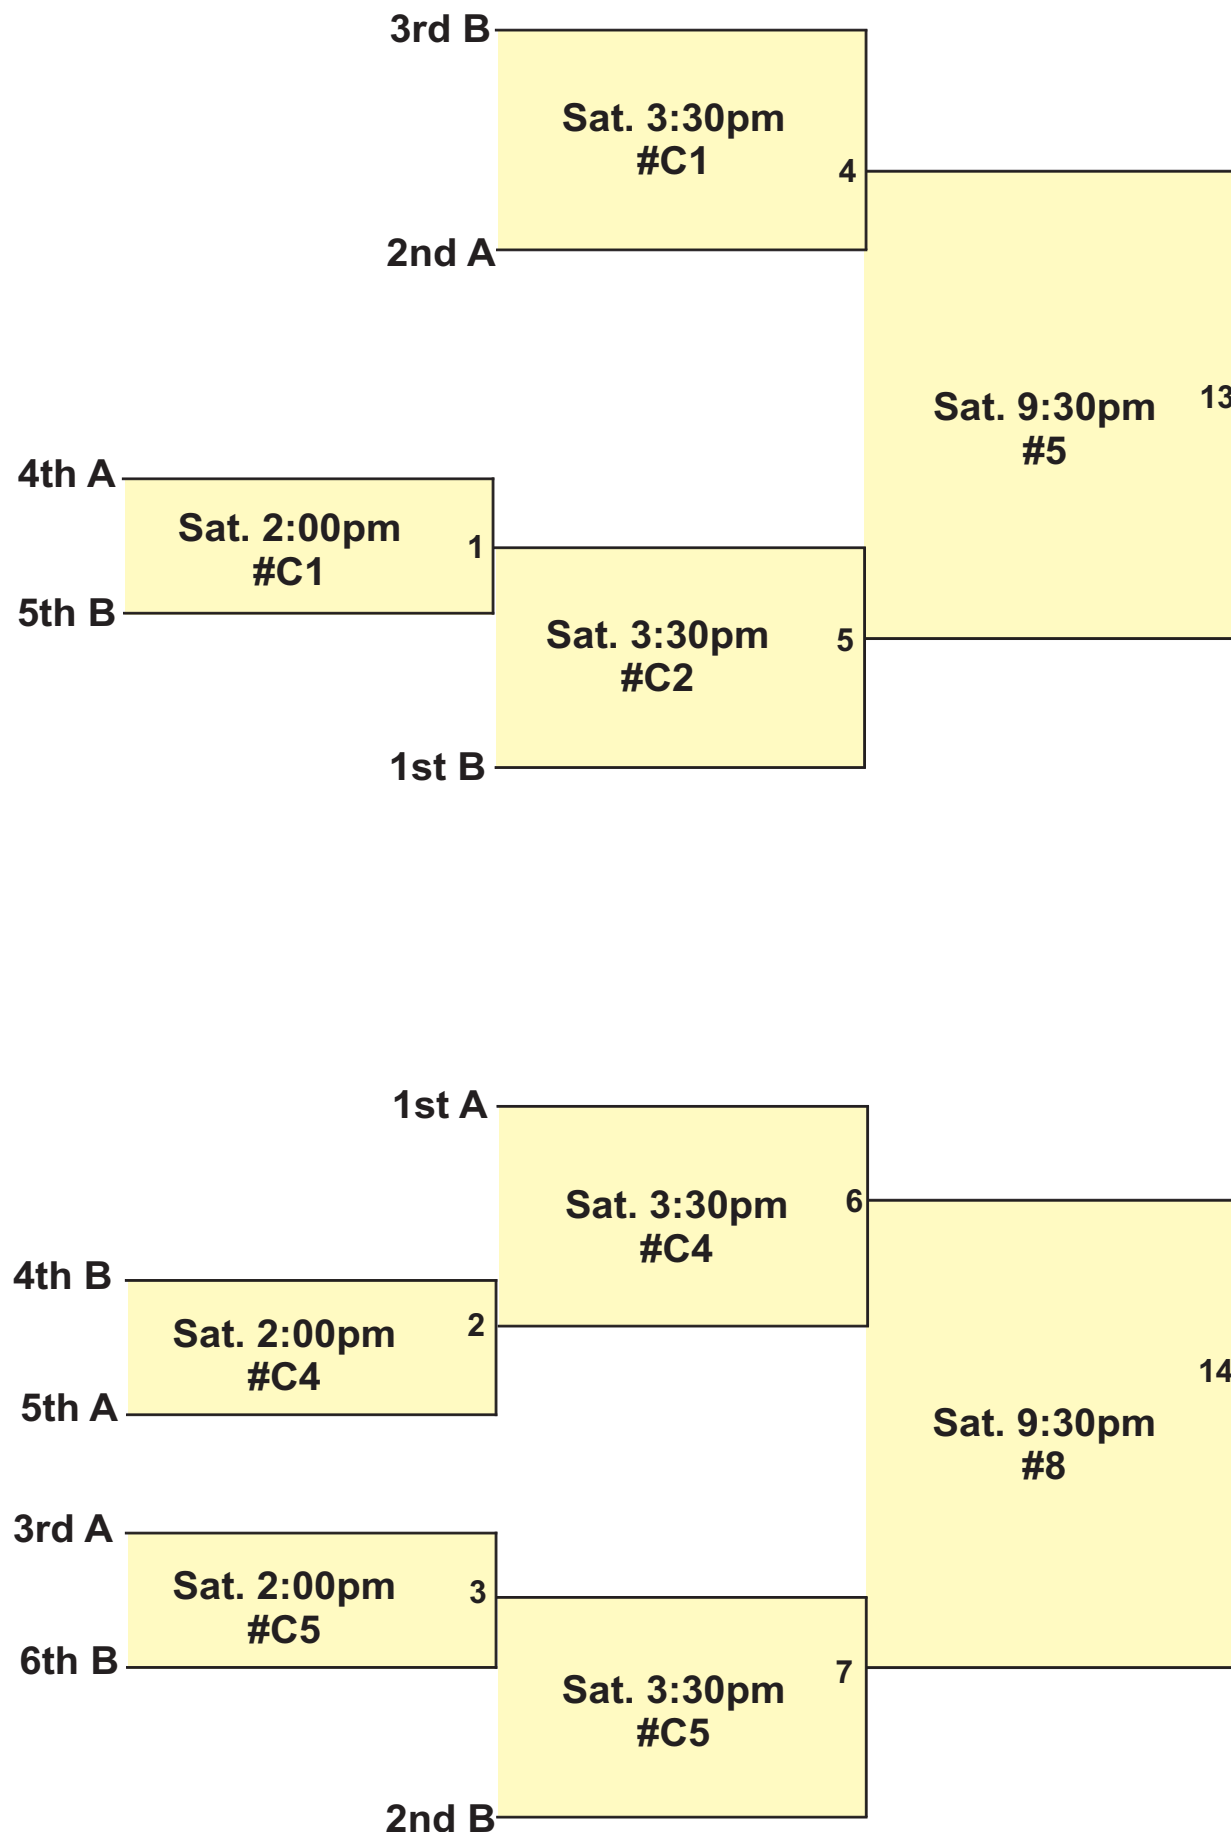 3rd B
Sat. 3:30pm
#C1
4
2nd A
Sat. 9:30pm
#5
13
4th A
Sat. 2:00pm
#C1
1
5th B
Sat. 3:30pm
#C2
5
1st B
1st A
Sat. 3:30pm
#C4
6
4th B
Sat. 2:00pm
#C4
2
5th A
Sat. 9:30pm
#8
14
3rd A
Sat. 2:00pm
#C5
3
6th B
Sat. 3:30pm
#C5
7
2nd B